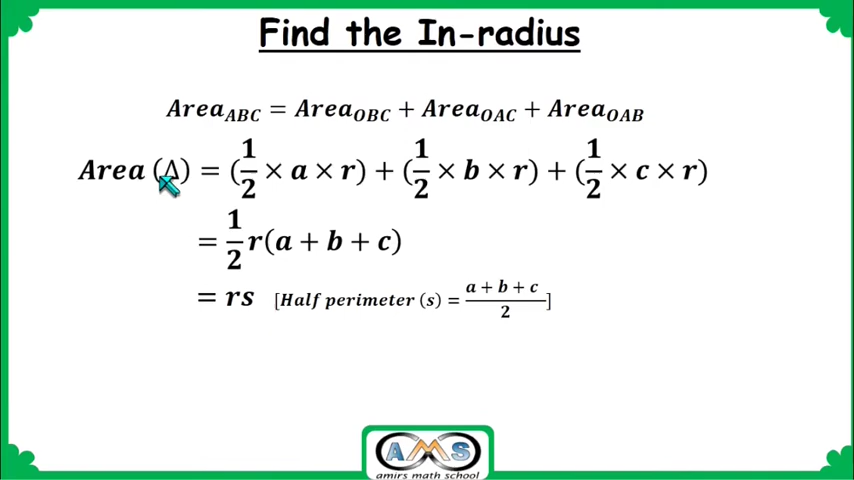 Find the In-radius
Area_ABC = Area_OBC + Area_OAC + Area_OAB
Area (Δ) = (1/2 × a × r) + (1/2 × b × r) + (1/2 × c × r)
= 1/2 r(a + b + c)
= rs [Half perimeter (s) = (a + b + c)/2]
AMS
amirs math school